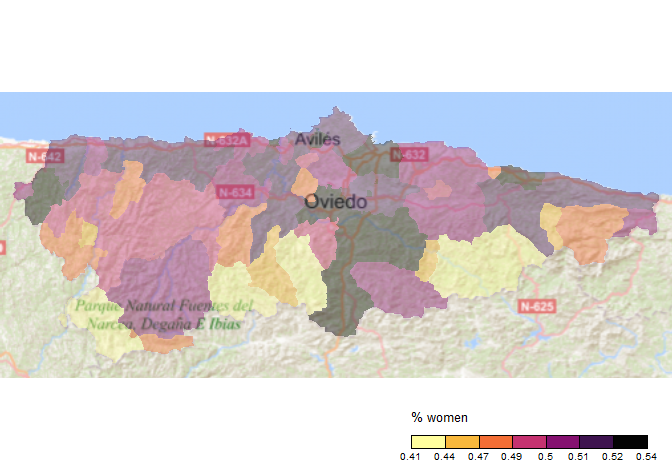 N-632A
Avilés
N-642
N-632
N-634
Oviedo
Parque Natural Fuentes del
Narcea, Degaña E Ibias
N-625
% women
0.41 0.44 0.47 0.49 0.5 0.51 0.52 0.54